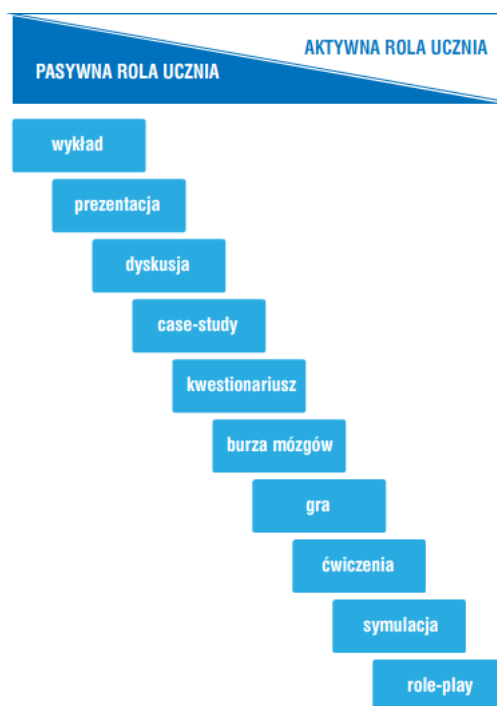 AKTYWNA ROLA UCZNIA
PASYWNA ROLA UCZNIA
wykład
prezentacja
dyskusja
case-study
kwestionariusz
burza mózgów
gra
ćwiczenia
symulacja
role-play